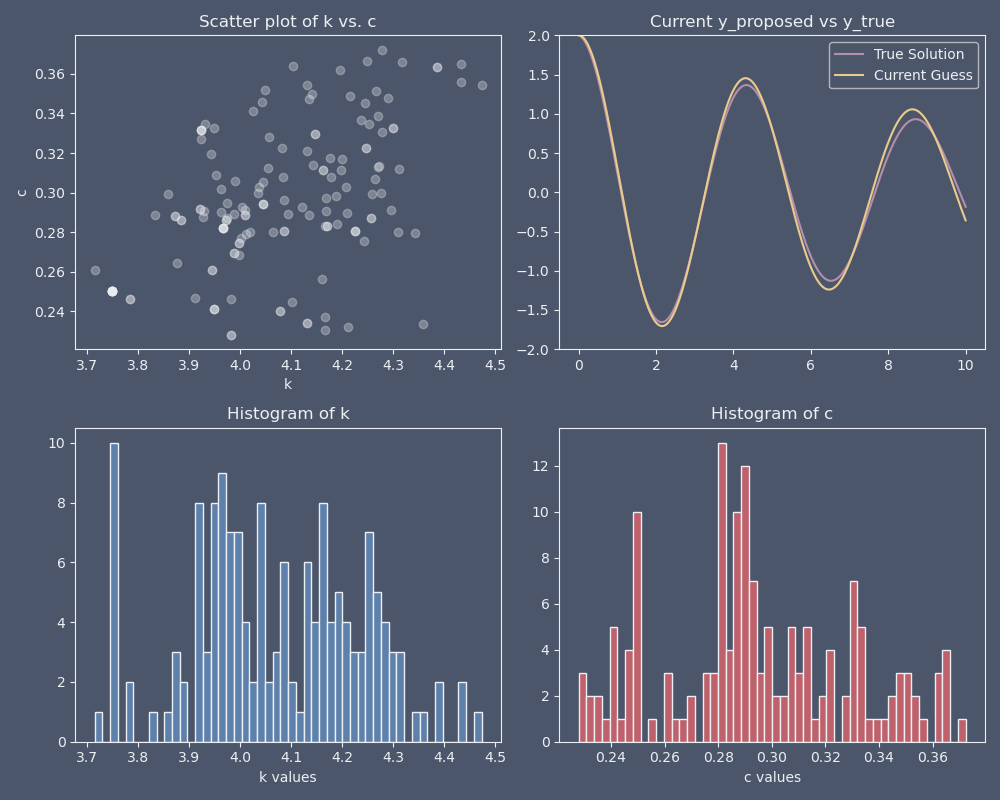 Scatter plot of k vs. c
c
0.36
0.34
0.32
0.30
0.28
0.26
0.24
3.7 3.8 3.9 4.0 4.1 4.2 4.3 4.4 4.5
k
Current y_proposed vs y_true
True Solution
Current Guess
2.0
1.5
1.0
0.5
0.0
−0.5
−1.0
−1.5
−2.0
0 2 4 6 8 10
Histogram of k
10
8
6
4
2
0
3.7 3.8 3.9 4.0 4.1 4.2 4.3 4.4 4.5
k values
Histogram of c
12
10
8
6
4
2
0
0.24 0.26 0.28 0.30 0.32 0.34 0.36
c values